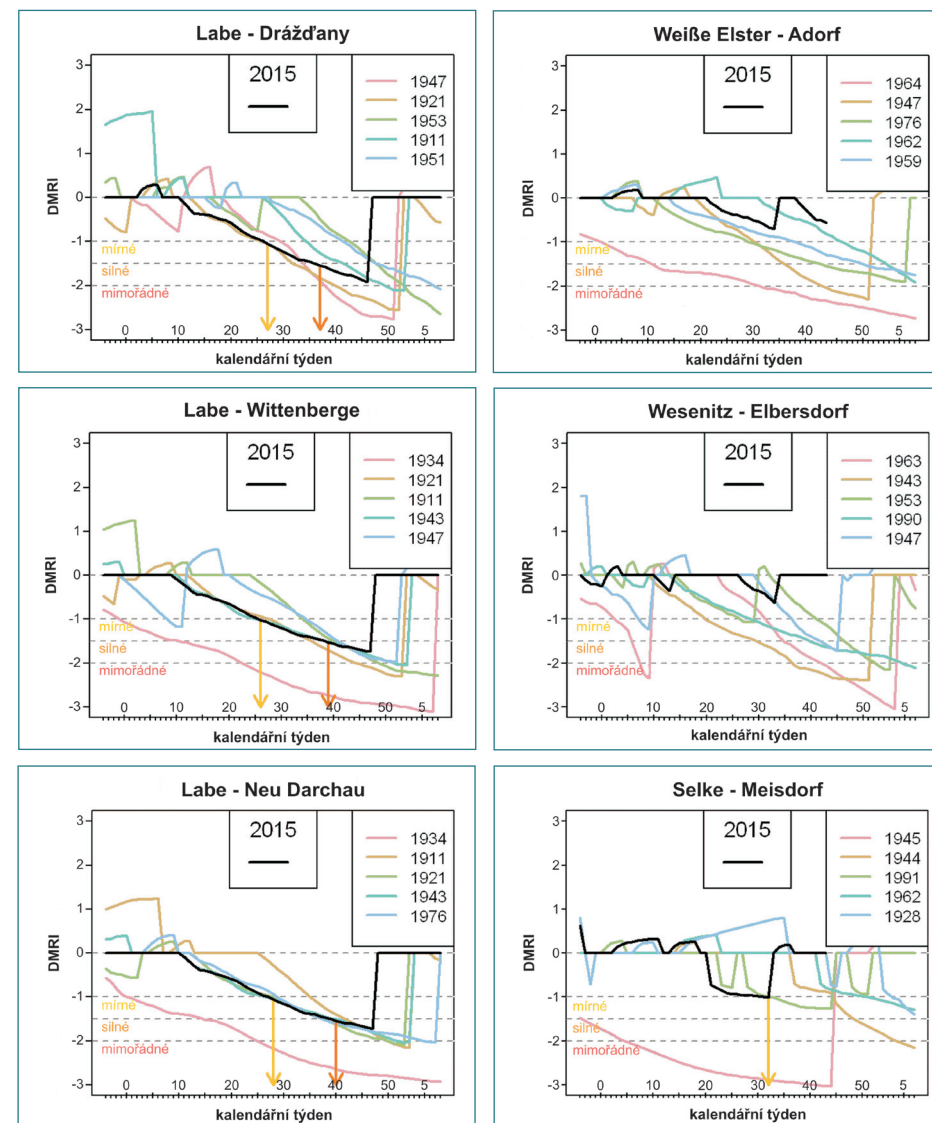 Labe - Drážďany
3
2
1
0
-1
-2
-3
DMRI
2015
1947
1921
1953
1911
1951
mírné
silné
mimořádné
0 10 20 30 40 50 5
kalendářní týden
Weiße Elster - Adorf
3
2
1
0
-1
-2
-3
DMRI
2015
1964
1947
1976
1962
1959
mírné
silné
mimořádné
0 10 20 30 40 50 5
kalendářní týden
Labe - Wittenberge
3
2
1
0
-1
-2
-3
DMRI
2015
1934
1921
1911
1943
1947
mírné
silné
mimořádné
0 10 20 30 40 50 5
kalendářní týden
Wesenitz - Elbersdorf
3
2
1
0
-1
-2
-3
DMRI
2015
1963
1943
1953
1990
1947
mírné
silné
mimořádné
0 10 20 30 40 50 5
kalendářní týden
Labe - Neu Darchau
3
2
1
0
-1
-2
-3
DMRI
2015
1934
1911
1921
1943
1976
mírné
silné
mimořádné
0 10 20 30 40 50 5
kalendářní týden
Selke - Meisdorf
3
2
1
0
-1
-2
-3
DMRI
2015
1945
1944
1991
1962
1928
mírné
silné
mimořádné
0 10 20 30 40 50 5
kalendářní týden